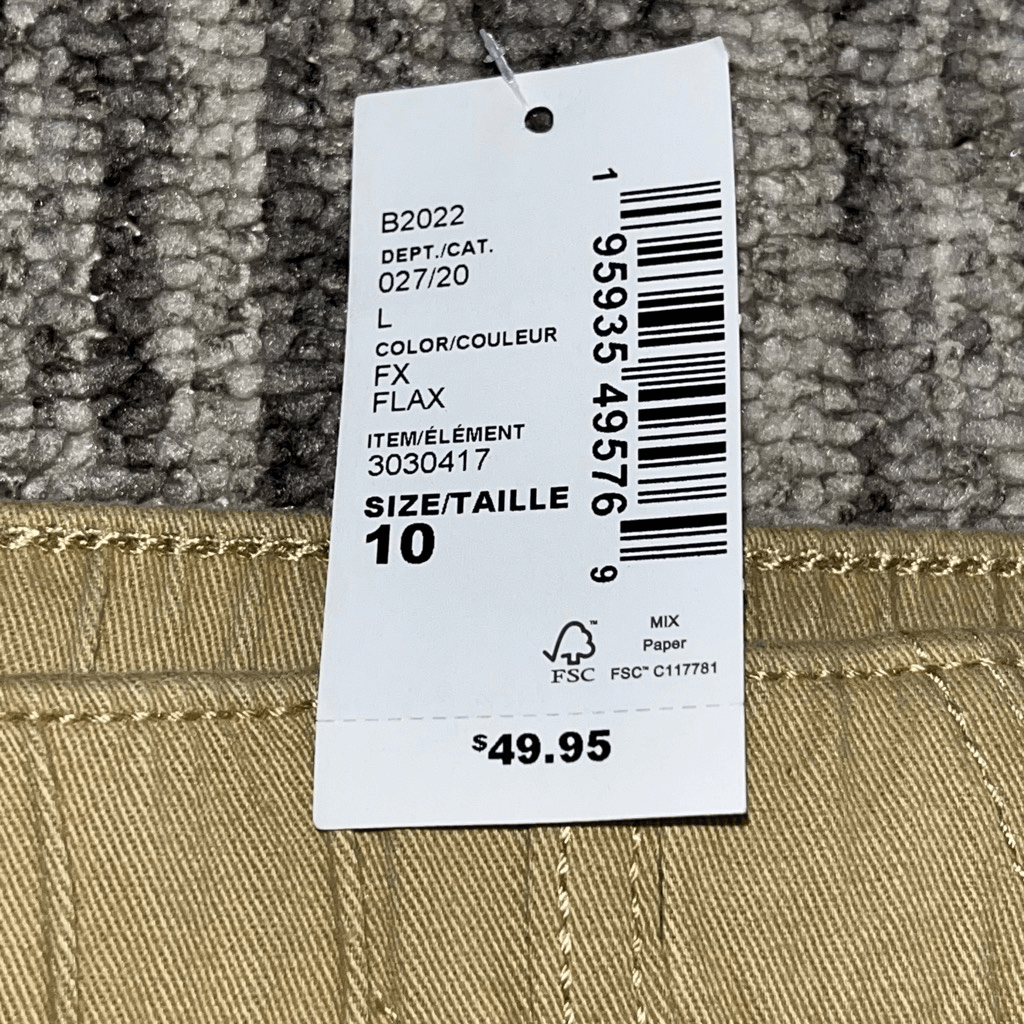 B2022
DEPT./CAT.
027/20
L
COLOR/COULEUR
FX
FLAX
ITEM/ÉLÉMENT
3030417
SIZE/TAILLE
10
1 95935 49576 9
FSC™
MIX
Paper
FSC™ C117781
$49.95